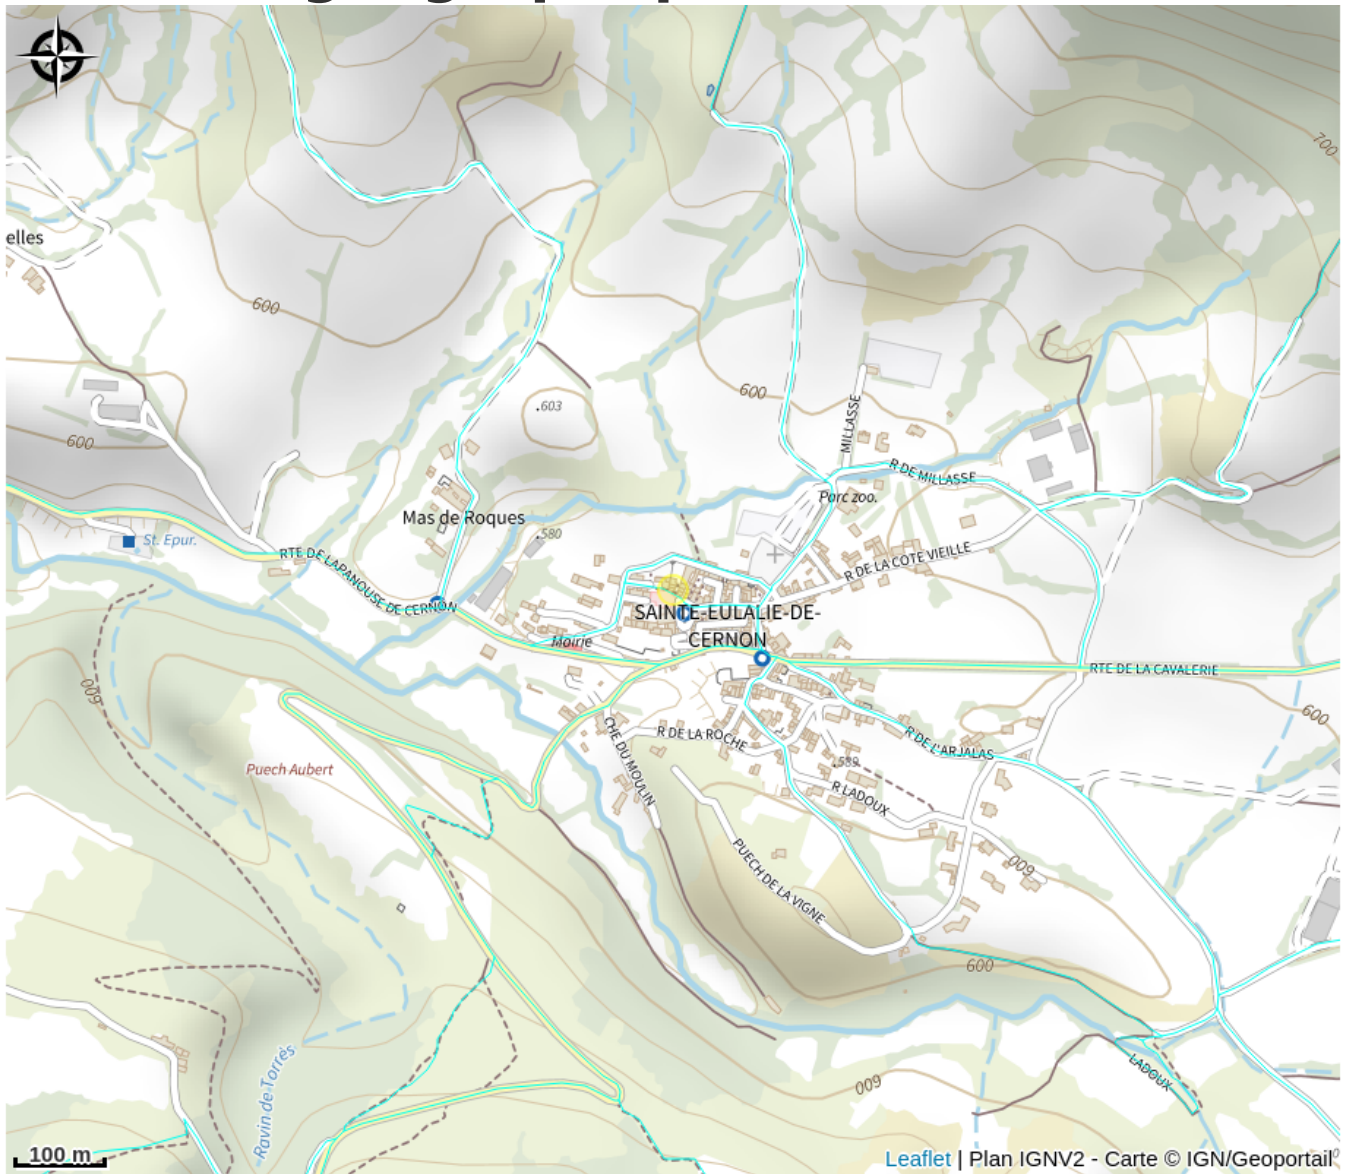 700
elles
600
600
600
.603
MILLASSE
R DE MILLASSE
Parc zoo.
Mas de Roques
.580
St. Epur.
RTE DE LAPANOUSE DE CERNON
R DE LA COTE VIEILLE
SAINTE-EULALIE-DE-
CERNON
Mairie
RTE DE LA CAVALERIE
600
600
CHE DU MOULIN
R DE LA ROCHE
R DE L'ARJALAS
Puech Aubert
.589
R LADOUX
PUECH DE LA VIGNE
600
600
Ravin de Torrés
LADOUX
600
100 m
Leaflet | Plan IGNV2 - Carte © IGN/Geoportail